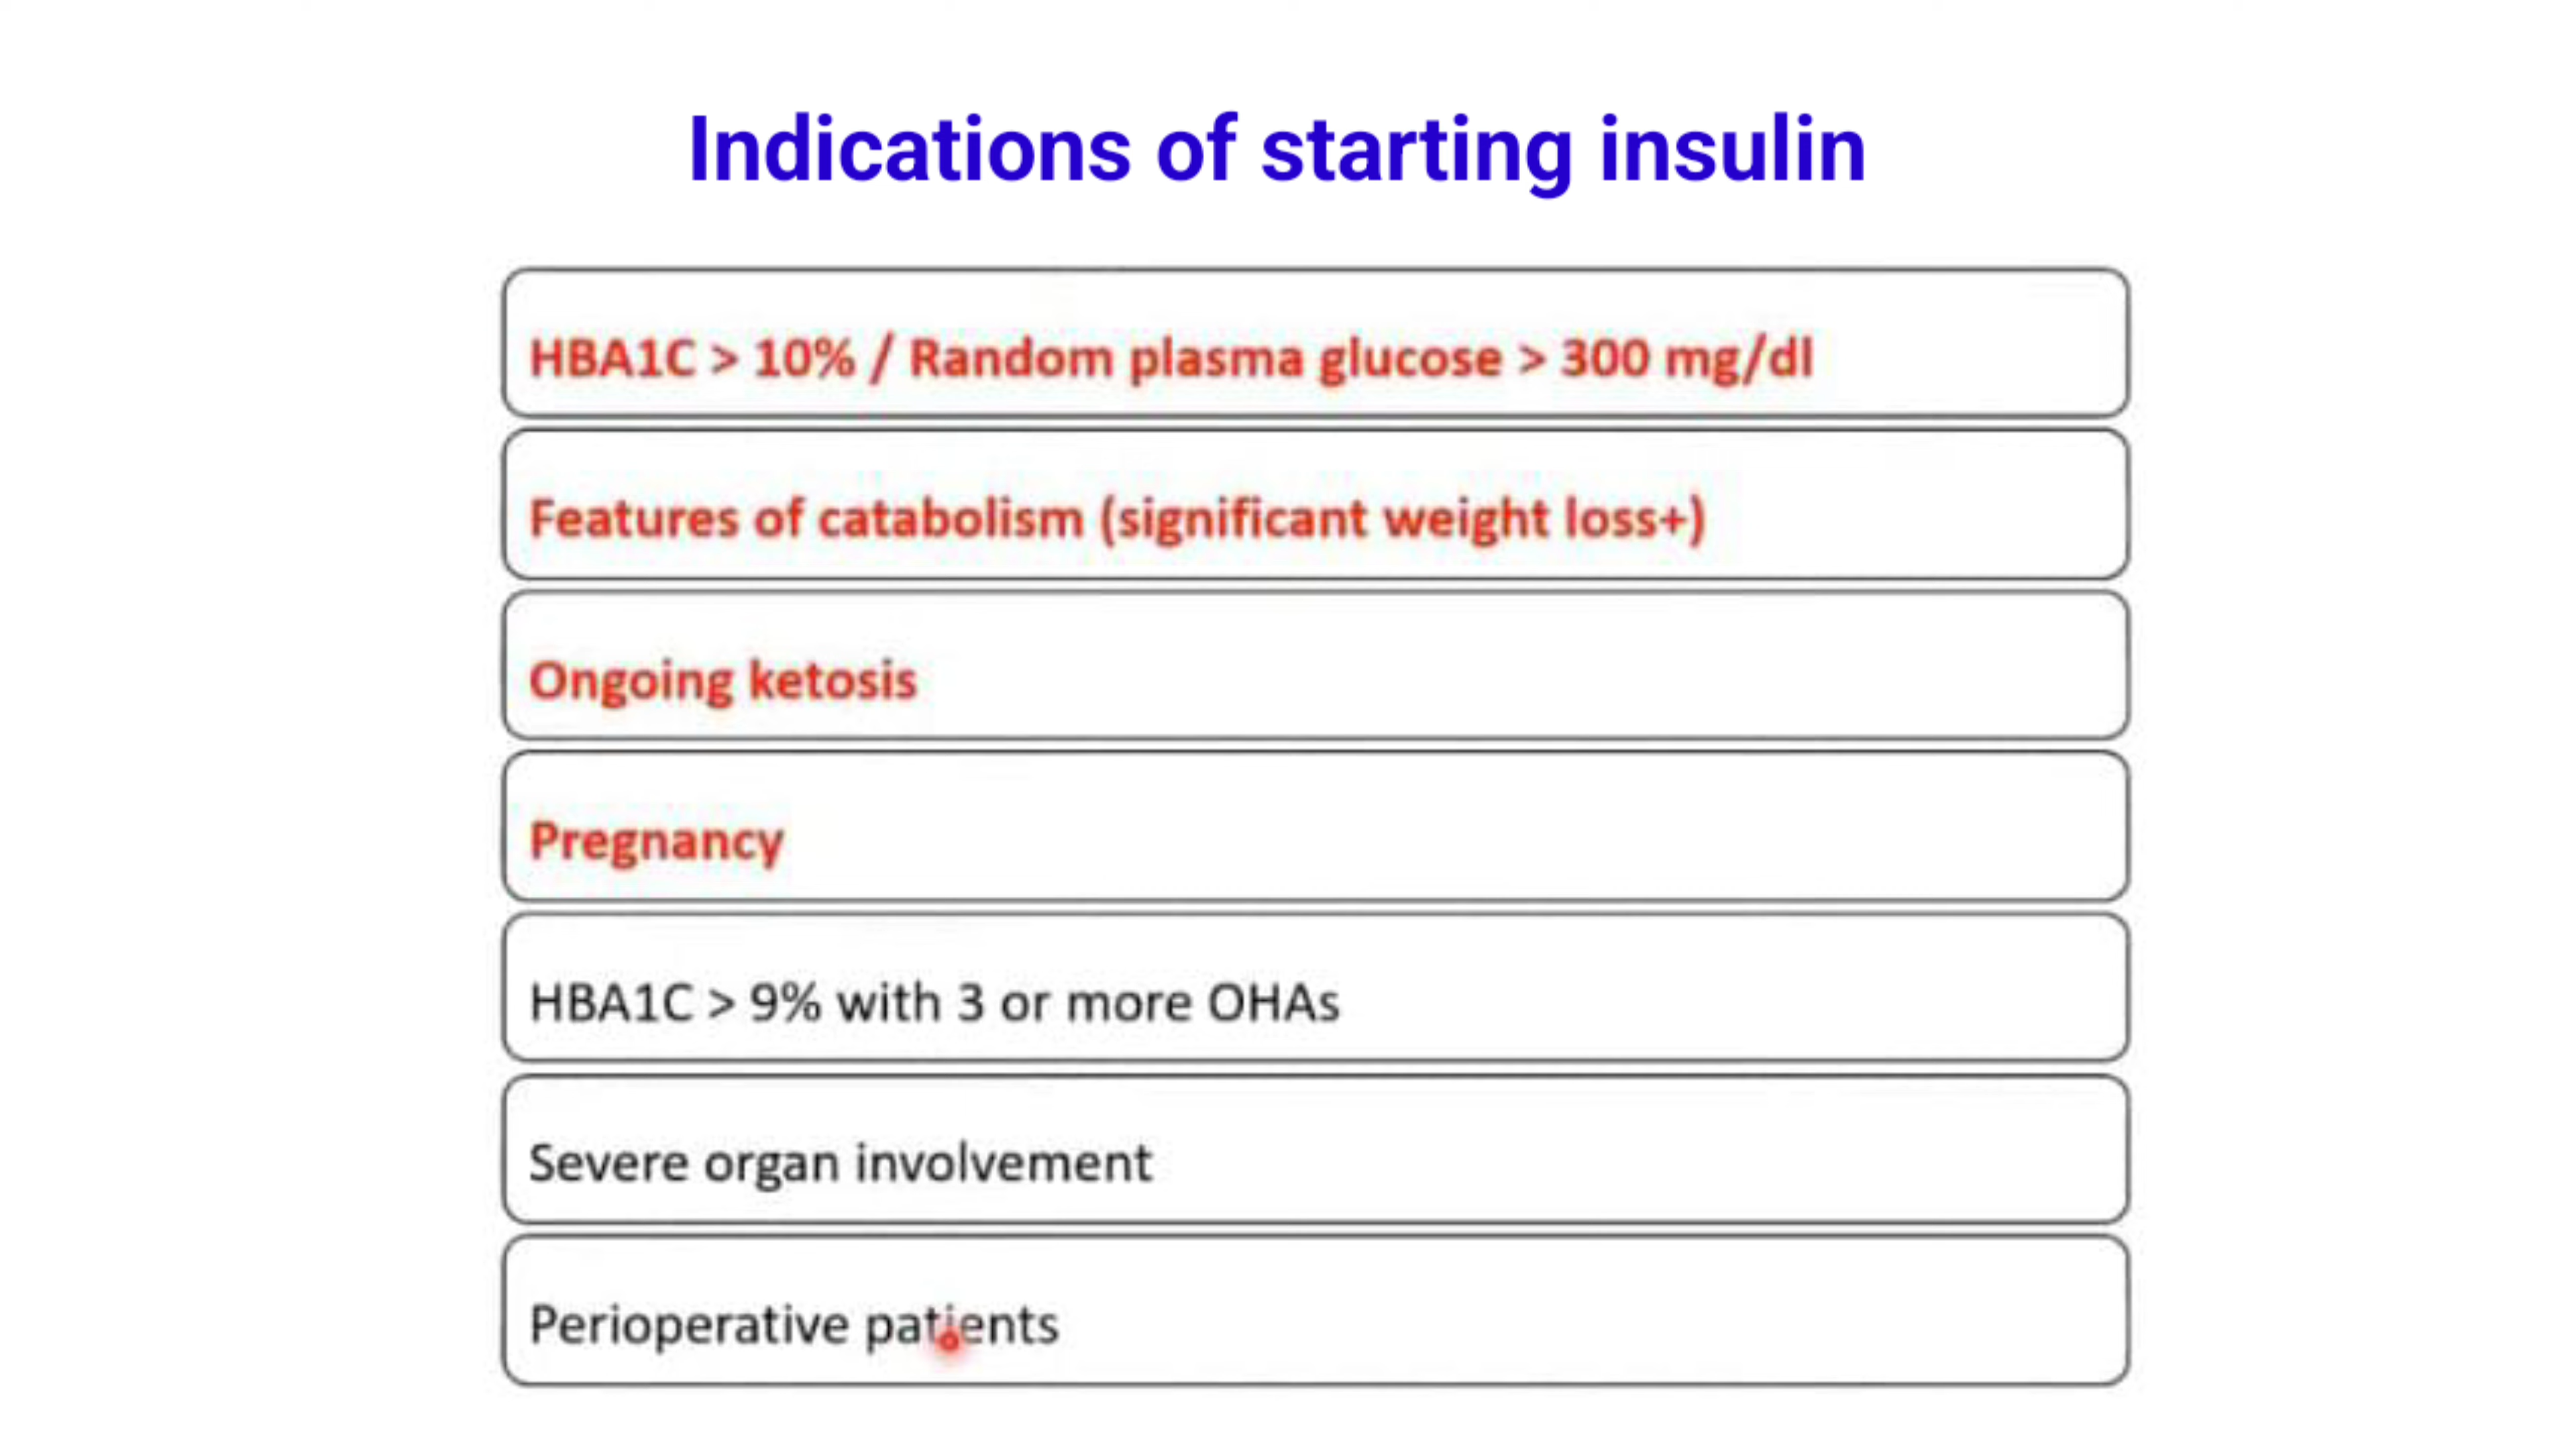 Indications of starting insulin
HBA1C > 10% / Random plasma glucose > 300 mg/dl
Features of catabolism (significant weight loss+)
Ongoing ketosis
Pregnancy
HBA1C > 9% with 3 or more OHAs
Severe organ involvement
Perioperative patients